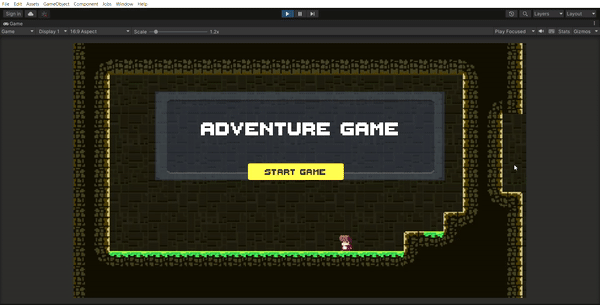 File Edit Assets GameObject Component Jobs Window Help
Sign in
Layers Layout
Game
Game Display 1 16:9 Aspect Scale 1.2x Play Focused Stats Gizmos
ADVENTURE GAME
START GAME